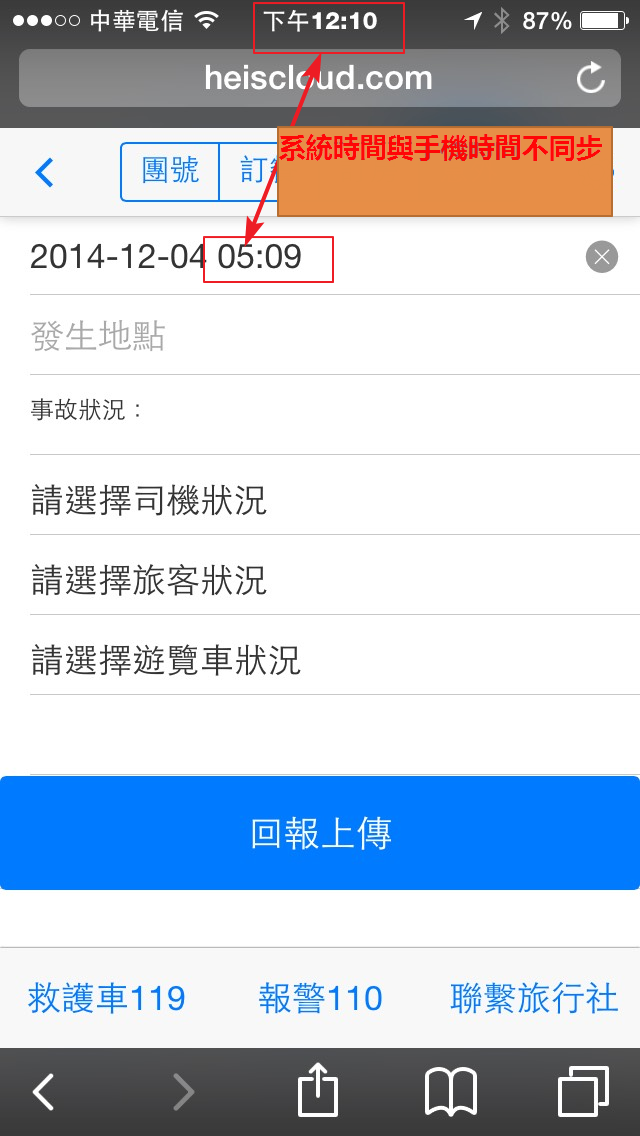 中華電信 下午12:10 87%
heiscloud.com
系統時間與手機時間不同步
團號
2014-12-04 05:09
發生地點
事故狀況：
請選擇司機狀況
請選擇旅客狀況
請選擇遊覽車狀況
回報上傳
救護車119 報警110 聯繫旅行社